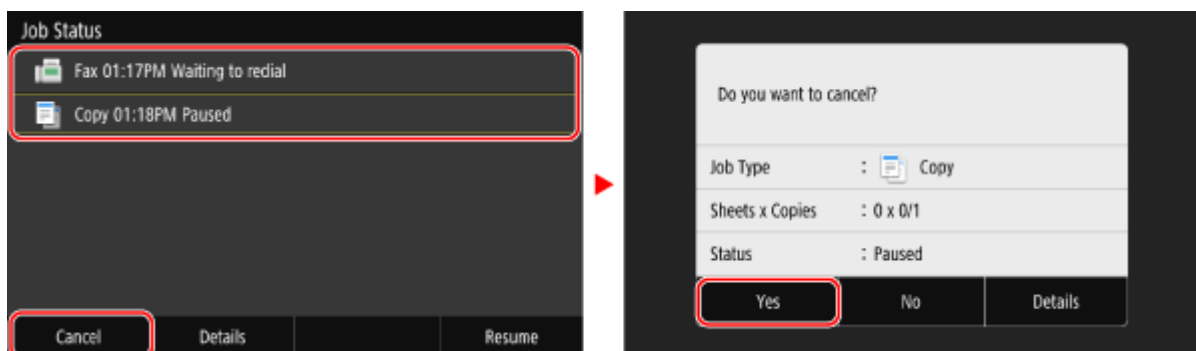 Job Status
Fax 01:17PM Waiting to redial
Copy 01:18PM Paused
Cancel Details Resume
Do you want to cancel?
Job Type : Copy
Sheets x Copies : 0 x 0/1
Status : Paused
Yes No Details